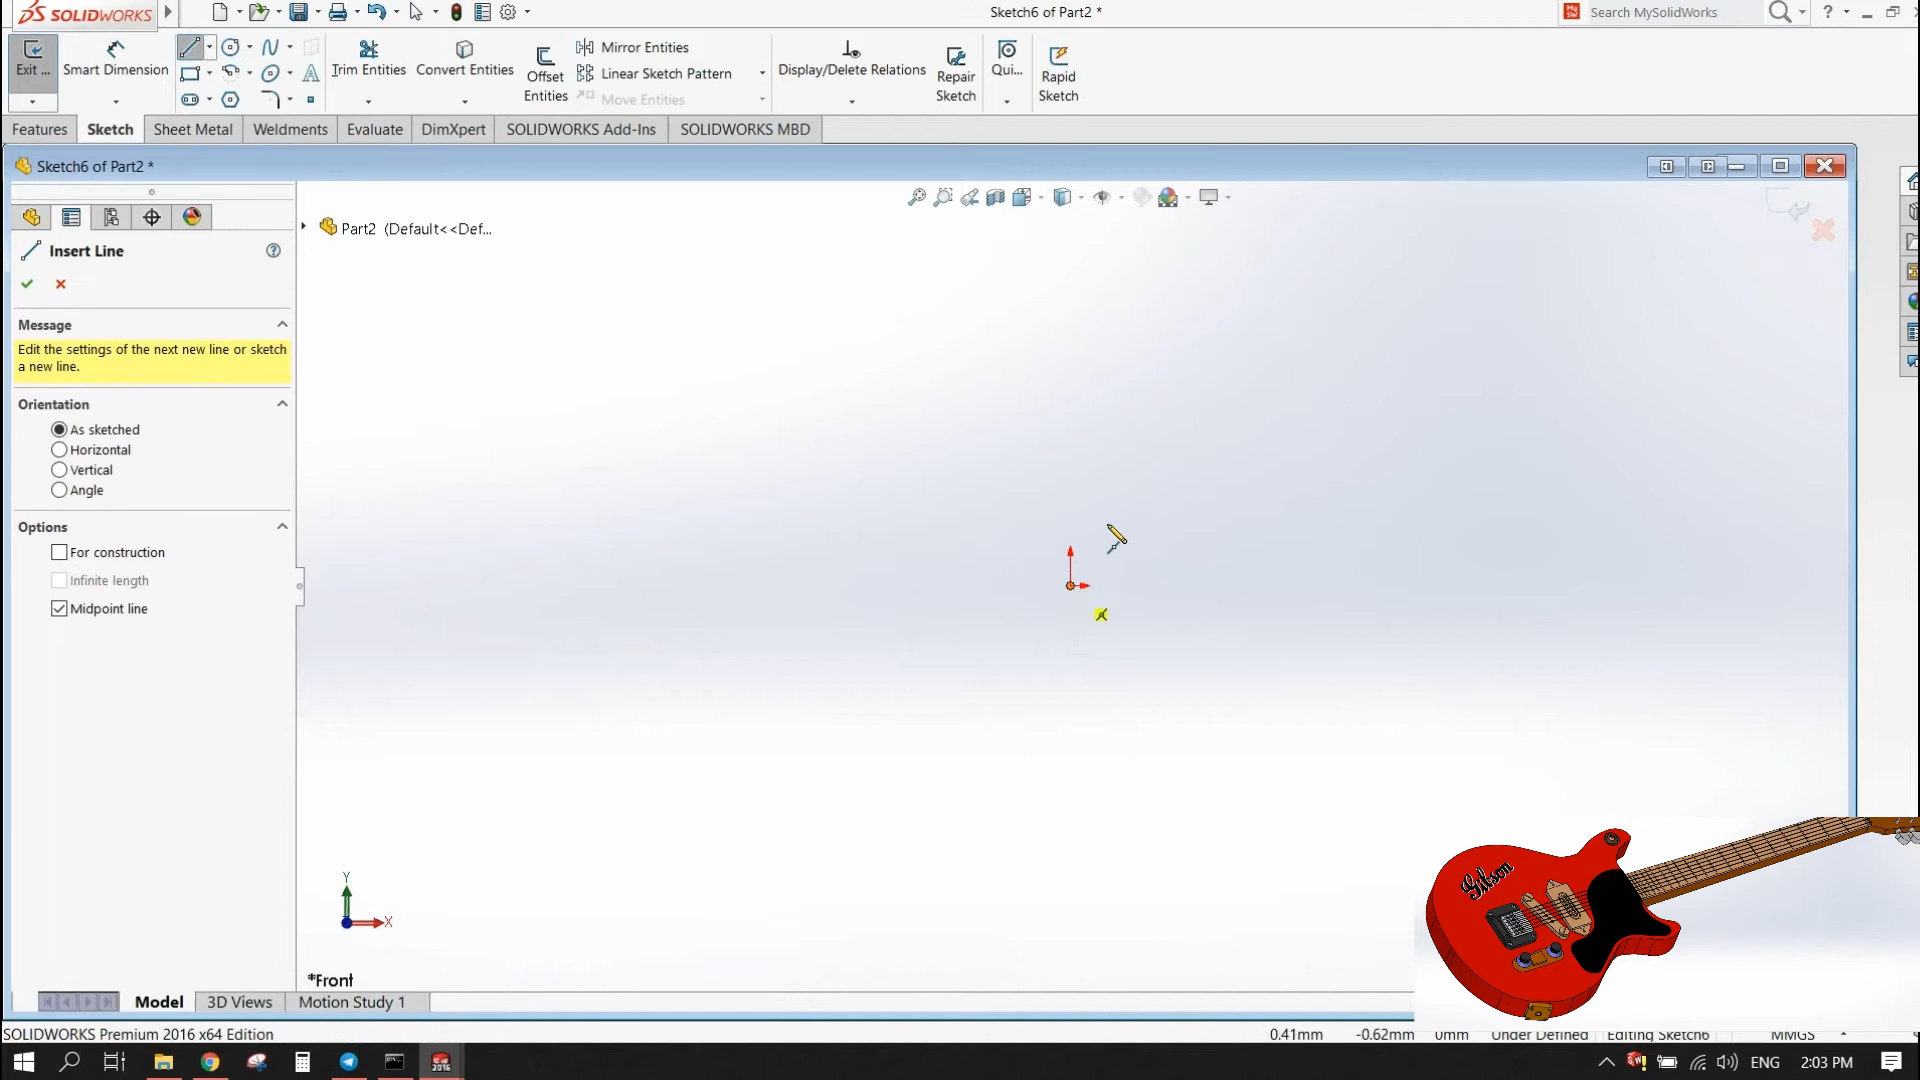 SOLIDWORKS
Sketch6 of Part2 *
Search MySolidWorks
Exit ...
Smart Dimension
Trim Entities
Convert Entities
Offset Entities
Mirror Entities
Linear Sketch Pattern
Move Entities
Display/Delete Relations
Repair Sketch
Qui...
Rapid Sketch
Features
Sketch
Sheet Metal
Weldments
Evaluate
DimXpert
SOLIDWORKS Add-Ins
SOLIDWORKS MBD
Sketch6 of Part2 *
Part2 (Default<<Def...
Insert Line
Message
Edit the settings of the next new line or sketch
a new line.
Orientation
As sketched
Horizontal
Vertical
Angle
Options
For construction
Infinite length
Midpoint line
Gibson
Y
X
*Front
Model
3D Views
Motion Study 1
SOLIDWORKS Premium 2016 x64 Edition
0.41mm
-0.62mm
0mm
Under Defined
Editing Sketch6
MMGS
ENG
2:03 PM